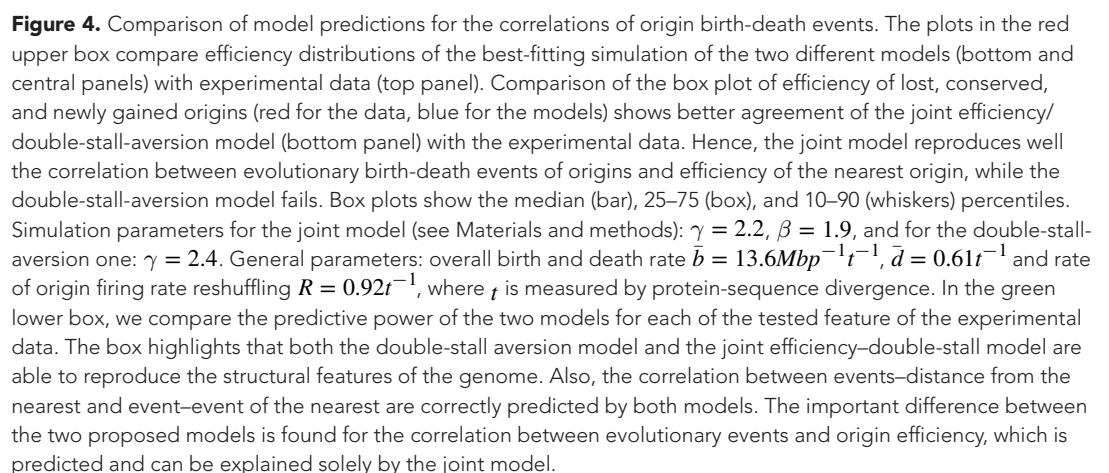 Figure 4. Comparison of model predictions for the correlations of origin birth-death events. The plots in the red
upper box compare efficiency distributions of the best-fitting simulation of the two different models (bottom and
central panels) with experimental data (top panel). Comparison of the box plot of efficiency of lost, conserved,
and newly gained origins (red for the data, blue for the models) shows better agreement of the joint efficiency/
double-stall-aversion model (bottom panel) with the experimental data. Hence, the joint model reproduces well
the correlation between evolutionary birth-death events of origins and efficiency of the nearest origin, while the
double-stall-aversion model fails. Box plots show the median (bar), 25–75 (box), and 10–90 (whiskers) percentiles.
Simulation parameters for the joint model (see Materials and methods): γ = 2.2, β = 1.9, and for the double-stall-
aversion one: γ = 2.4. General parameters: overall birth and death rate b̄ = 13.6Mbp⁻¹t⁻¹, d̄ = 0.61t⁻¹ and rate
of origin firing rate reshuffling R = 0.92t⁻¹, where t is measured by protein-sequence divergence. In the green
lower box, we compare the predictive power of the two models for each of the tested feature of the experimental
data. The box highlights that both the double-stall aversion model and the joint efficiency–double-stall model are
able to reproduce the structural features of the genome. Also, the correlation between events–distance from the
nearest and event–event of the nearest are correctly predicted by both models. The important difference between
the two proposed models is found for the correlation between evolutionary events and origin efficiency, which is
predicted and can be explained solely by the joint model.